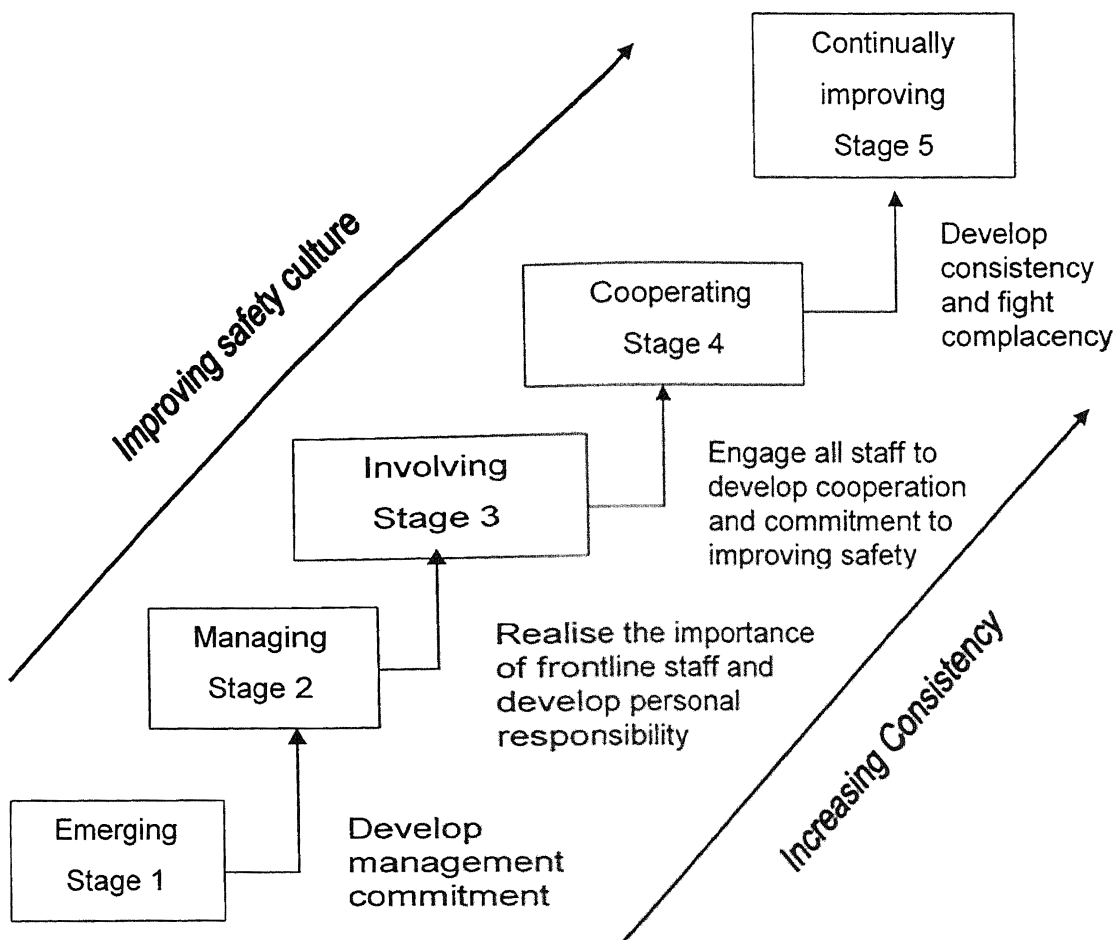 Continually
improving
Stage 5
Improving safety culture
Develop
consistency
and fight
complacency
Cooperating
Stage 4
Engage all staff to
develop cooperation
and commitment to
improving safety
Involving
Stage 3
Realise the importance
of frontline staff and
develop personal
responsibility
Managing
Stage 2
Increasing Consistency
Develop
management
commitment
Emerging
Stage 1